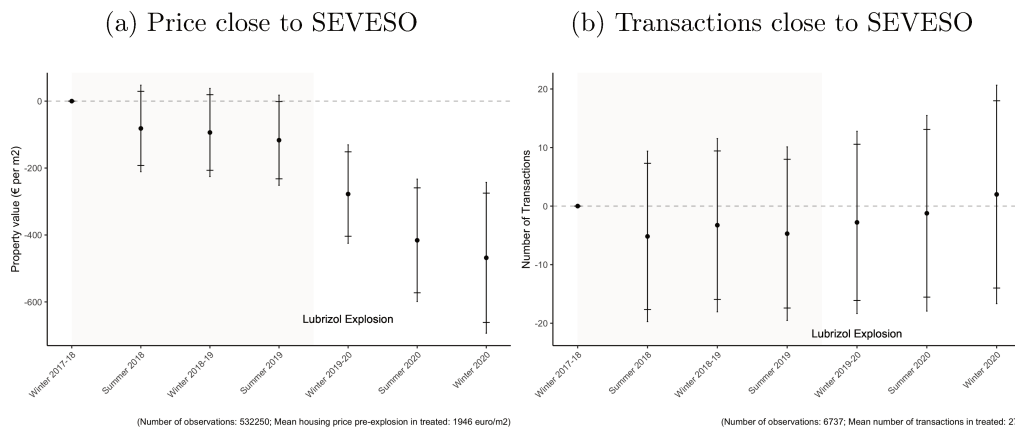 (a) Price close to SEVESO
(b) Transactions close to SEVESO
Property value (€ per m2)
0
-200
-400
-600
Lubrizol Explosion
Winter 2017-18
Summer 2018
Winter 2018-19
Summer 2019
Winter 2019-20
Summer 2020
Winter 2020
(Number of observations: 532250; Mean housing price pre-explosion in treated: 1946 euro/m2)
Number of Transactions
20
10
0
-10
-20
Lubrizol Explosion
Winter 2017-18
Summer 2018
Winter 2018-19
Summer 2019
Winter 2019-20
Summer 2020
Winter 2020
(Number of observations: 6737; Mean number of transactions in treated: